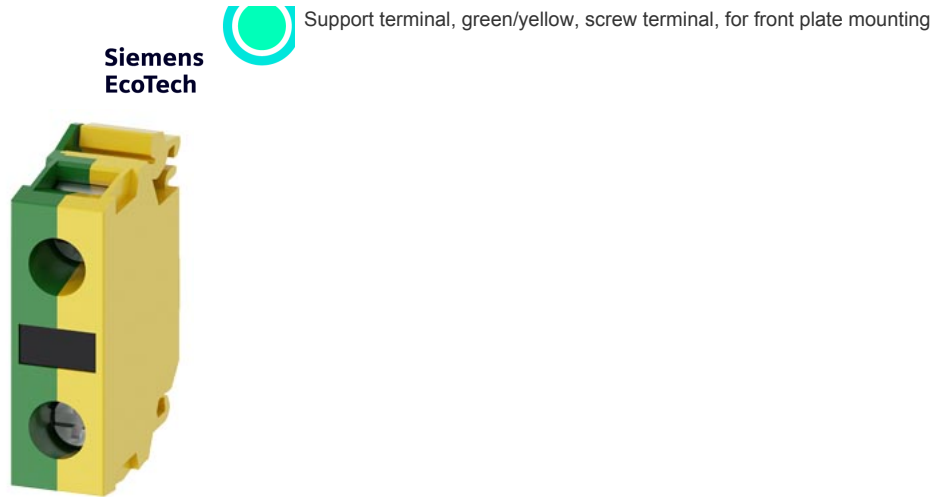 Support terminal, green/yellow, screw terminal, for front plate mounting
Siemens
EcoTech